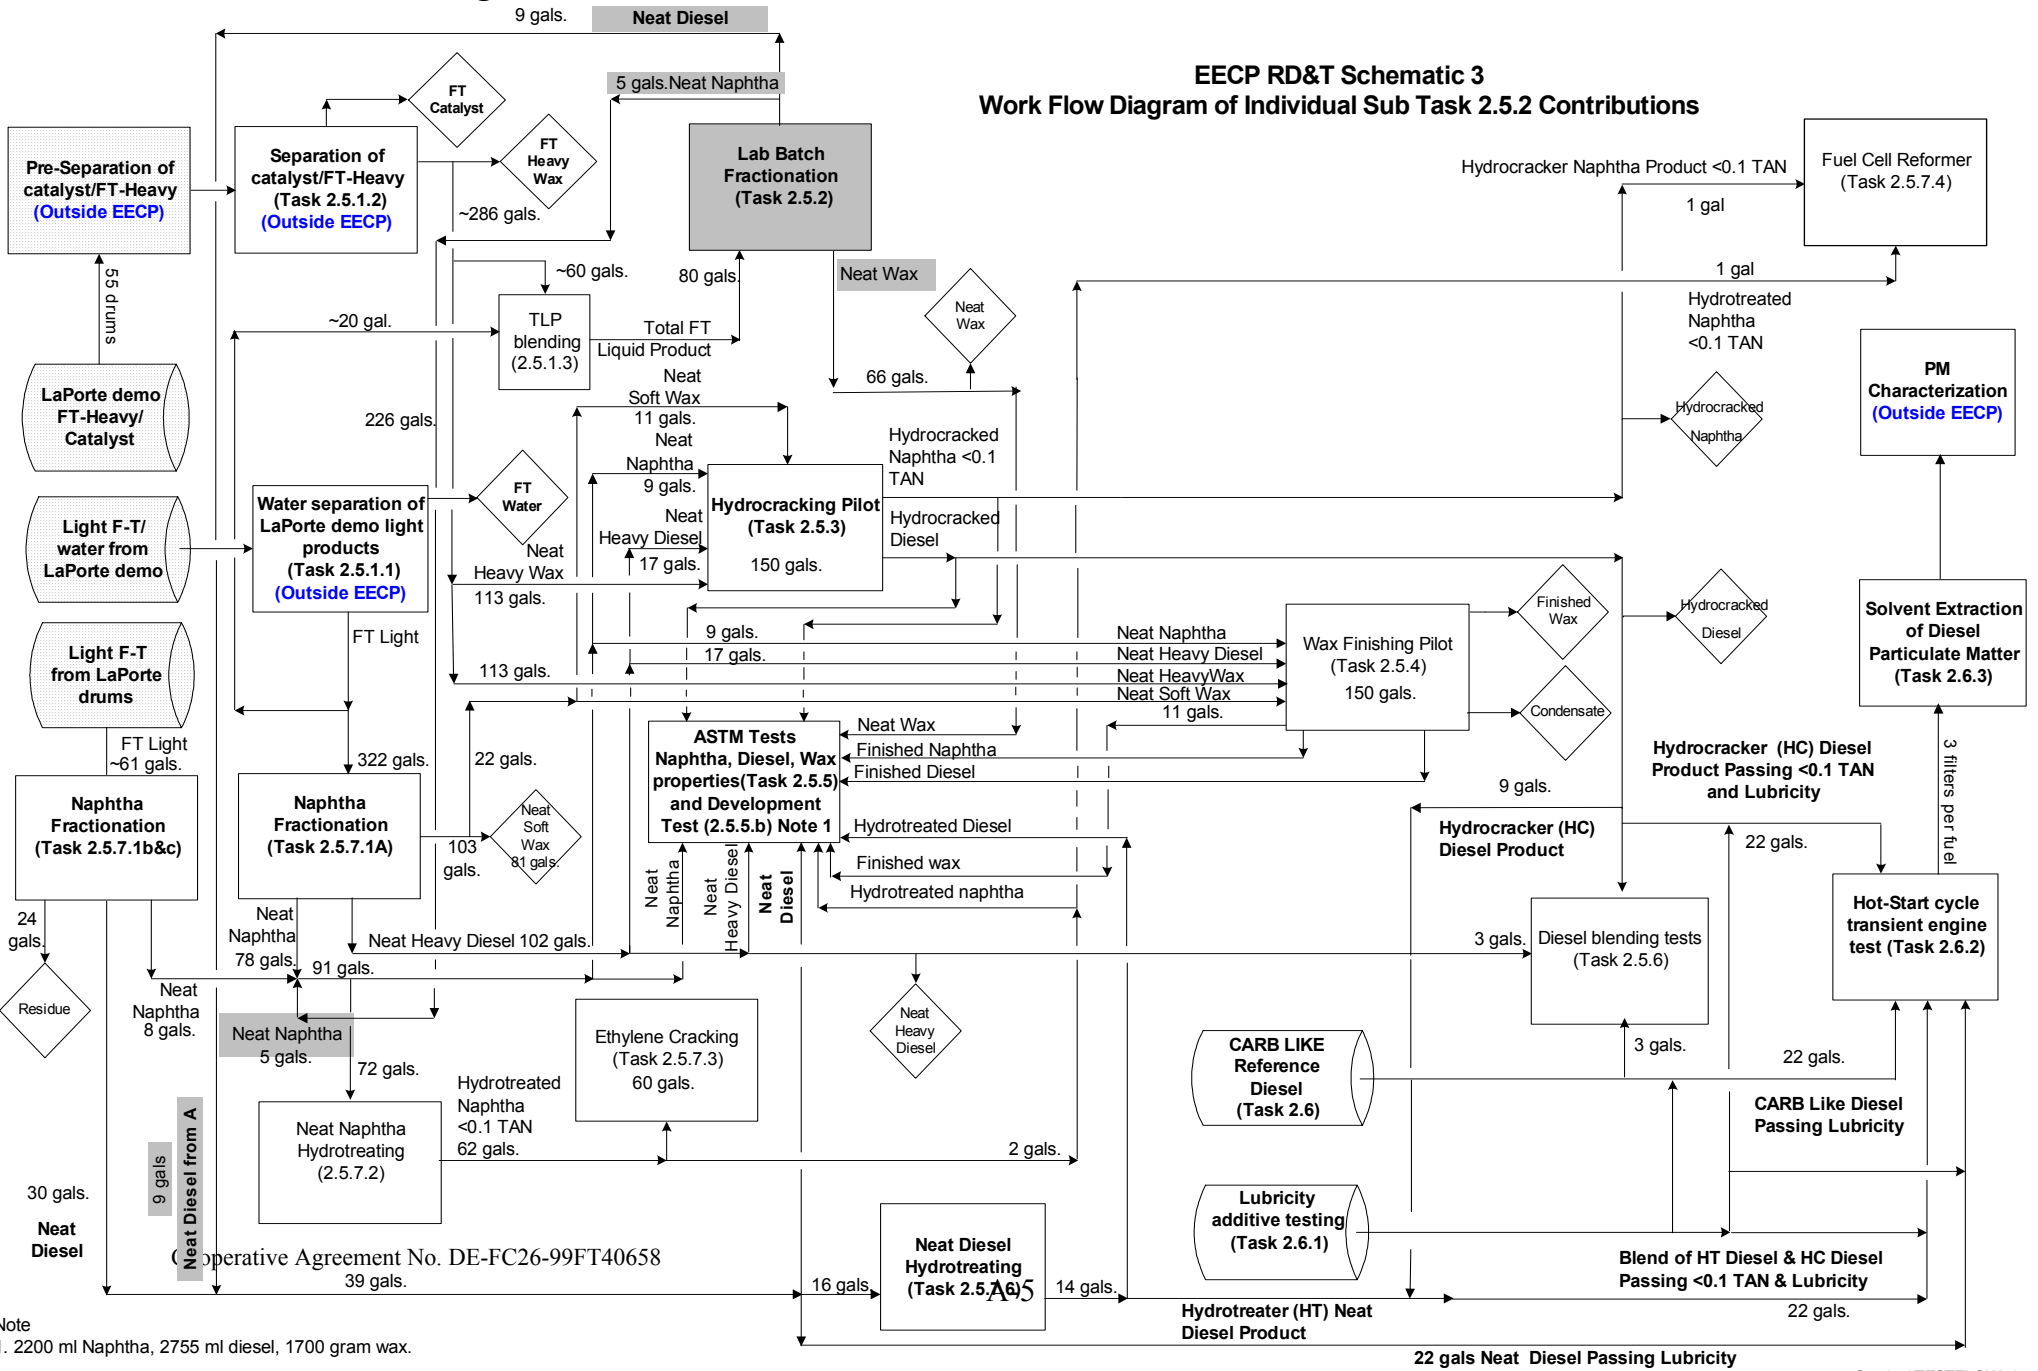 9 gals.
Neat Diesel
5 gals.Neat Naphtha
EECP RD&T Schematic 3
Work Flow Diagram of Individual Sub Task 2.5.2 Contributions
FT
Catalyst
Pre-Separation of
catalyst/FT-Heavy
(Outside EECP)
Separation of
catalyst/FT-Heavy
(Task 2.5.1.2)
(Outside EECP)
FT
Heavy
Wax
~286 gals.
Lab Batch
Fractionation
(Task 2.5.2)
Hydrocracker Naphtha Product <0.1 TAN
1 gal
Fuel Cell Reformer
(Task 2.5.7.4)
55 drums
~60 gals.
80 gals.
Neat Wax
Neat
Wax
1 gal
Hydrotreated
Naphtha
<0.1 TAN
~20 gal.
TLP
blending
(2.5.1.3)
Total FT
Liquid Product
66 gals.
LaPorte demo
FT-Heavy/
Catalyst
226 gals.
Neat
Soft Wax
11 gals.
Neat
Naphtha
9 gals.
Neat
Heavy Diesel
17 gals.
Hydrocracked
Naphtha <0.1
TAN
Hydrocracked
Naphtha
PM
Characterization
(Outside EECP)
Light F-T/
water from
LaPorte demo
Water separation of
LaPorte demo light
products
(Task 2.5.1.1)
(Outside EECP)
FT
Water
Neat
Heavy Wax
113 gals.
Hydrocracking Pilot
(Task 2.5.3)
150 gals.
Hydrocracked
Diesel
Finished
Wax
Hydrocracked
Diesel
Solvent Extraction
of Diesel
Particulate Matter
(Task 2.6.3)
Light F-T
from LaPorte
drums
FT Light
9 gals.
17 gals.
113 gals.
Neat Naphtha
Neat Heavy Diesel
Neat HeavyWax
Neat Soft Wax
11 gals.
Wax Finishing Pilot
(Task 2.5.4)
150 gals.
Condensate
FT Light
~61 gals.
322 gals.
22 gals.
ASTM Tests
Naphtha, Diesel, Wax
properties(Task 2.5.5)
and Development
Test (2.5.5.b) Note 1
Neat Wax
Finished Naphtha
Finished Diesel
Hydrotreated Diesel
Finished wax
Hydrotreated naphtha
Hydrocracker (HC) Diesel
Product Passing <0.1 TAN
and Lubricity
3 filters per fuel
9 gals.
Hydrocracker (HC)
Diesel Product
22 gals.
Naphtha
Fractionation
(Task 2.5.7.1b&c)
Naphtha
Fractionation
(Task 2.5.7.1A)
Neat
Soft
Wax
81 gals.
103
gals.
Neat
Naphtha
Neat
Heavy Diesel
Neat
Diesel
Hot-Start cycle
transient engine
test (Task 2.6.2)
24
gals.
Residue
Neat
Naphtha
8 gals.
Neat
Naphtha
78 gals.
Neat Heavy Diesel 102 gals.
91 gals.
3 gals.
Diesel blending tests
(Task 2.5.6)
Neat Naphtha
5 gals.
72 gals.
Ethylene Cracking
(Task 2.5.7.3)
60 gals.
Neat
Heavy
Diesel
CARB LIKE
Reference
Diesel
(Task 2.6)
3 gals.
22 gals.
CARB Like Diesel
Passing Lubricity
Neat Naphtha
Hydrotreating
(2.5.7.2)
Hydrotreated
Naphtha
<0.1 TAN
62 gals.
2 gals.
9 gals
Neat Diesel from A
30 gals.
Neat
Diesel
Lubricity
additive testing
(Task 2.6.1)
Blend of HT Diesel & HC Diesel
Passing <0.1 TAN & Lubricity
22 gals.
Cooperative Agreement No. DE-FC26-99FT40658
39 gals.
16 gals.
Neat Diesel
Hydrotreating
(Task 2.5.7.6)
A-5
14 gals.
Hydrotreater (HT) Neat
Diesel Product
Note
1. 2200 ml Naphtha, 2755 ml diesel, 1700 gram wax.
22 gals Neat Diesel Passing Lubricity